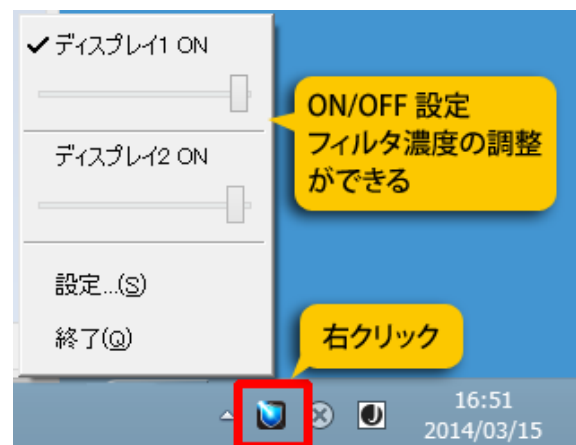 ディスプレイ1 ON
ON/OFF 設定
フィルタ濃度の調整
ができる
ディスプレイ2 ON
設定...(S)
終了(Q)
右クリック
16:51
2014/03/15